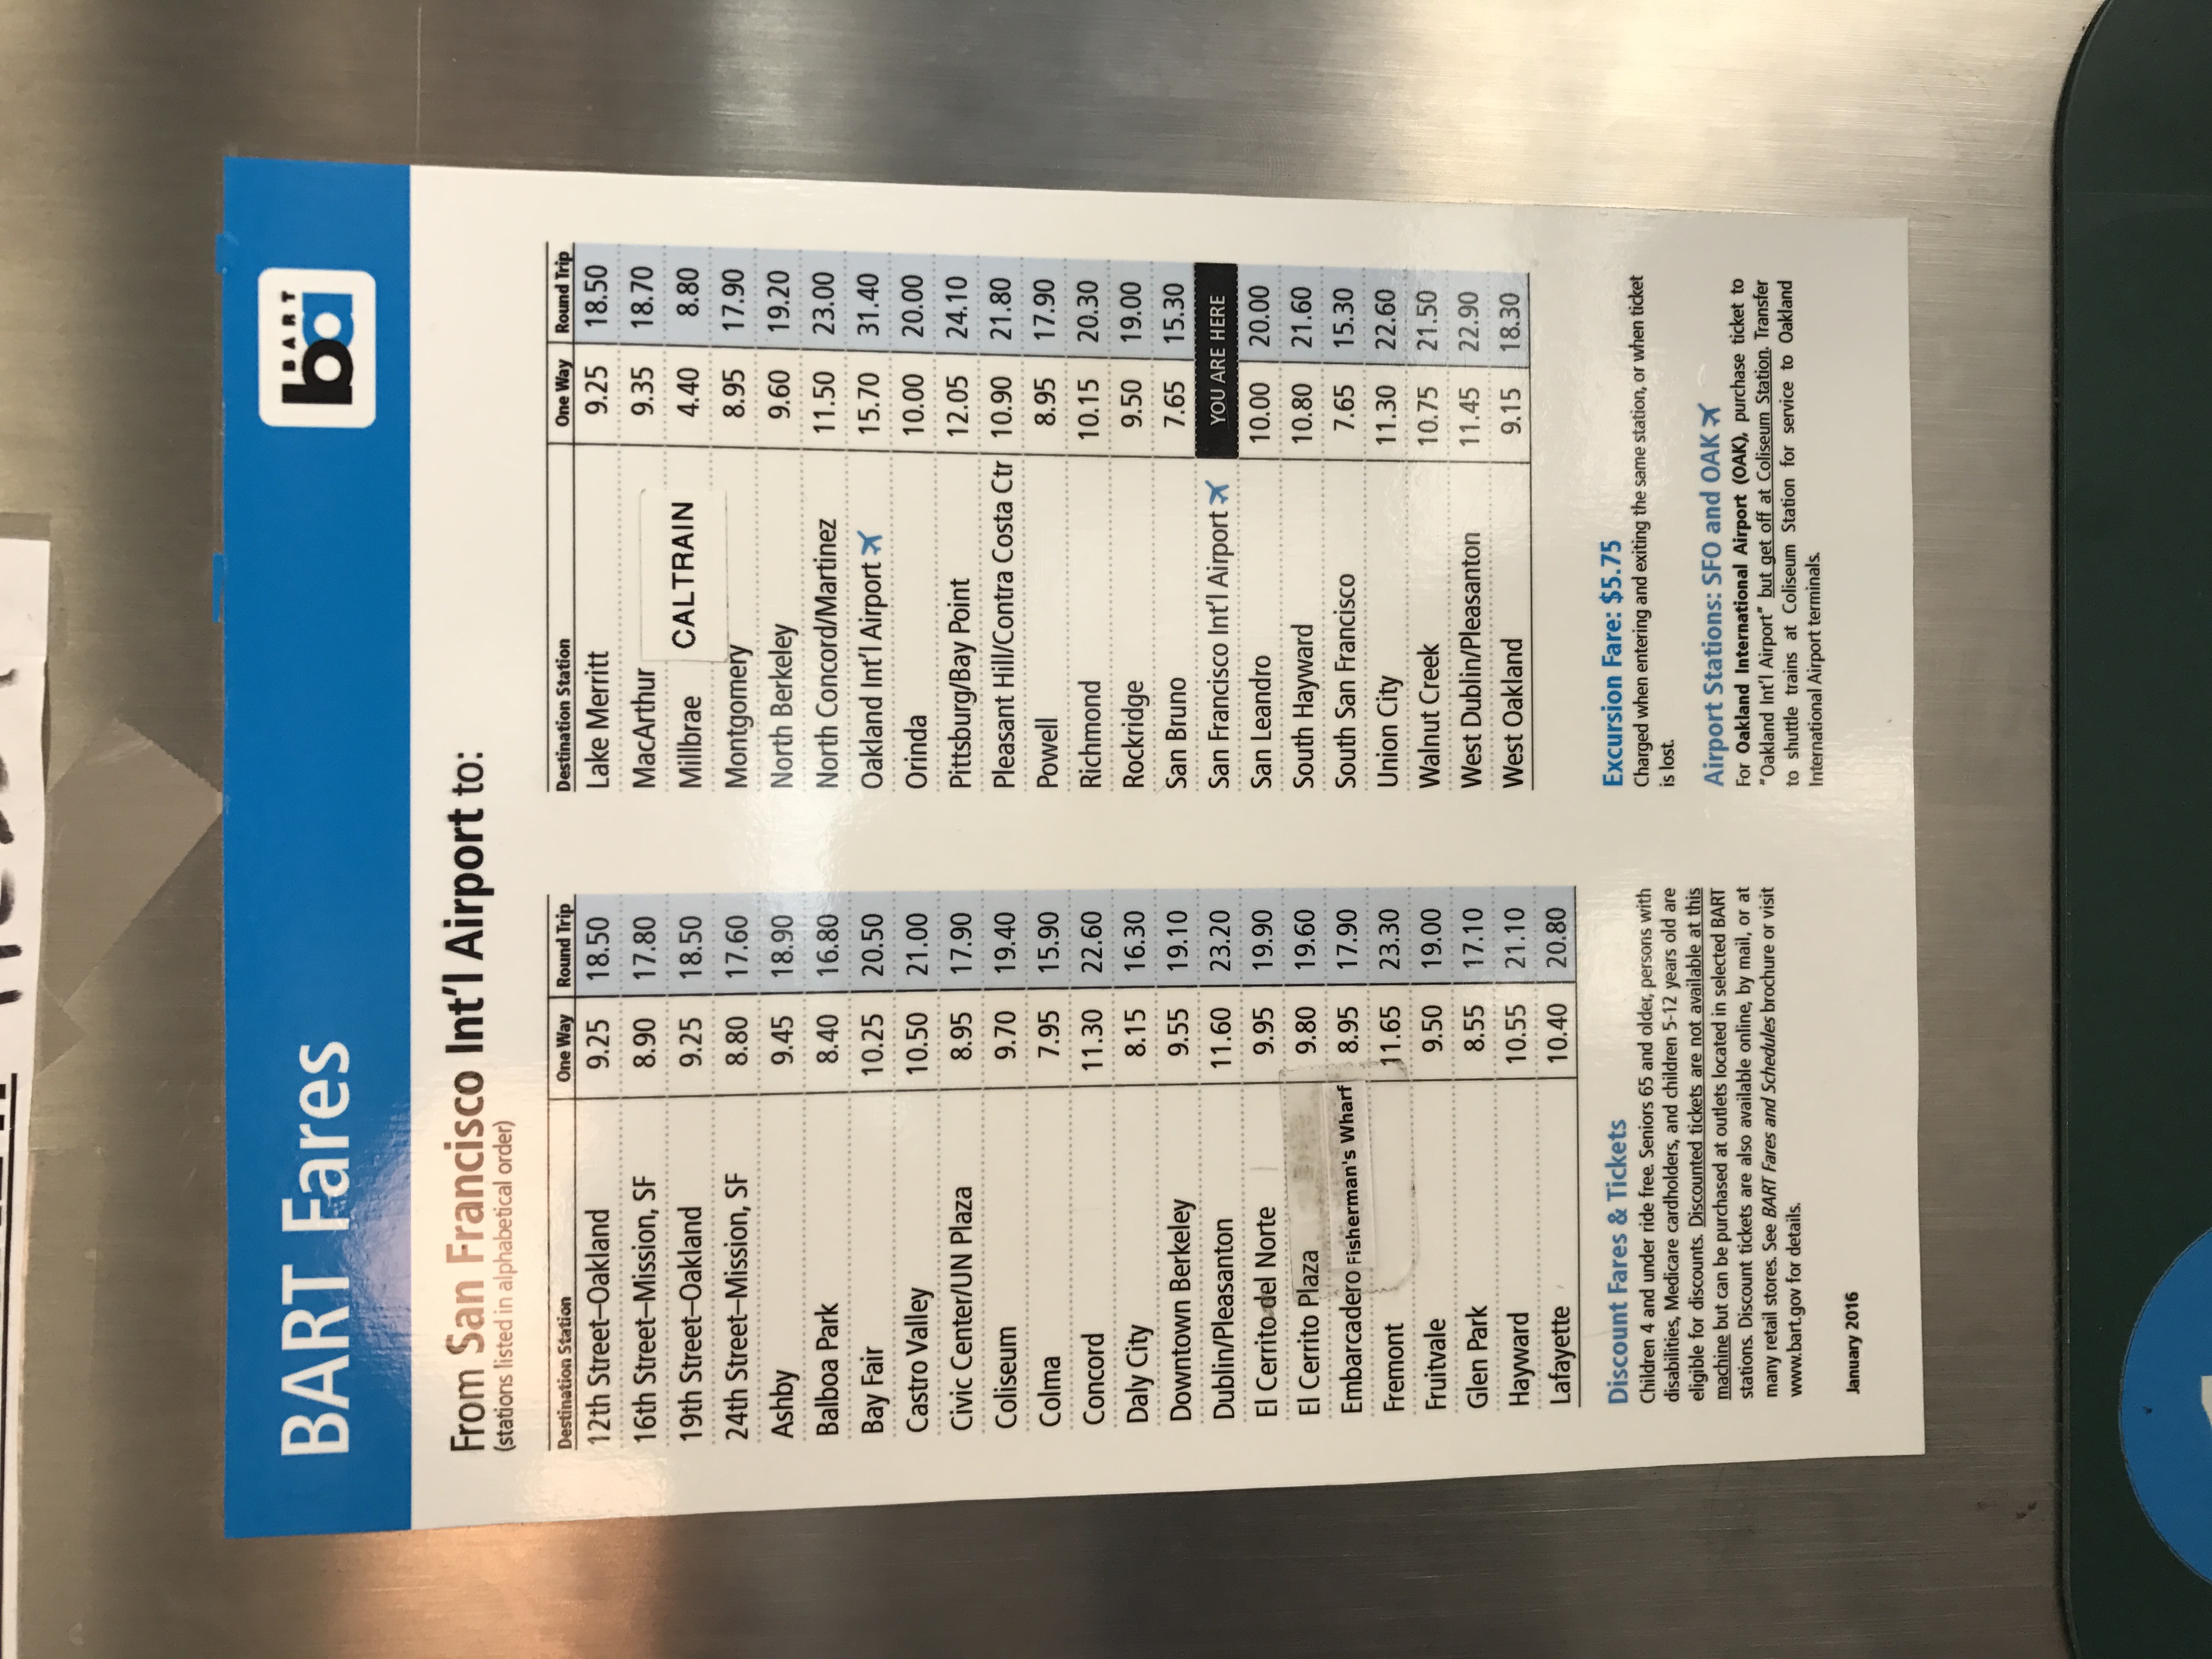 BART Fares
BART
ba
From San Francisco Int'l Airport to:
(stations listed in alphabetical order)
Destination Station One Way Round Trip
12th Street–Oakland 9.25 18.50
16th Street–Mission, SF 8.90 17.80
19th Street–Oakland 9.25 18.50
24th Street–Mission, SF 8.80 17.60
Ashby 9.45 18.90
Balboa Park 8.40 16.80
Bay Fair 10.25 20.50
Castro Valley 10.50 21.00
Civic Center/UN Plaza 8.95 17.90
Coliseum 9.70 19.40
Colma 7.95 15.90
Concord 11.30 22.60
Daly City 8.15 16.30
Downtown Berkeley 9.55 19.10
Dublin/Pleasanton 11.60 23.20
El Cerrito del Norte 9.95 19.90
El Cerrito Plaza 9.80 19.60
Embarcadero Fisherman's Wharf 8.95 17.90
Fremont 11.65 23.30
Fruitvale 9.50 19.00
Glen Park 8.55 17.10
Hayward 10.55 21.10
Lafayette 10.40 20.80
Destination Station One Way Round Trip
Lake Merritt 9.25 18.50
MacArthur 9.35 18.70
Millbrae CALTRAIN 4.40 8.80
Montgomery 8.95 17.90
North Berkeley 9.60 19.20
North Concord/Martinez 11.50 23.00
Oakland Int'l Airport 15.70 31.40
Orinda 10.00 20.00
Pittsburg/Bay Point 12.05 24.10
Pleasant Hill/Contra Costa Ctr 10.90 21.80
Powell 8.95 17.90
Richmond 10.15 20.30
Rockridge 9.50 19.00
San Bruno 7.65 15.30
San Francisco Int'l Airport YOU ARE HERE
San Leandro 10.00 20.00
South Hayward 10.80 21.60
South San Francisco 7.65 15.30
Union City 11.30 22.60
Walnut Creek 10.75 21.50
West Dublin/Pleasanton 11.45 22.90
West Oakland 9.15 18.30
Discount Fares & Tickets
Children 4 and under ride free. Seniors 65 and older, persons with
disabilities, Medicare cardholders, and children 5-12 years old are
eligible for discounts. Discounted tickets are not available at this
machine but can be purchased at outlets located in selected BART
stations. Discount tickets are also available online, by mail, or at
many retail stores. See BART Fares and Schedules brochure or visit
www.bart.gov for details.
January 2016
Excursion Fare: $5.75
Charged when entering and exiting the same station, or when ticket
is lost.
Airport Stations: SFO and OAK
For Oakland International Airport (OAK), purchase ticket to
"Oakland Int'l Airport" but get off at Coliseum Station. Transfer
to shuttle trains at Coliseum Station for service to Oakland
International Airport terminals.